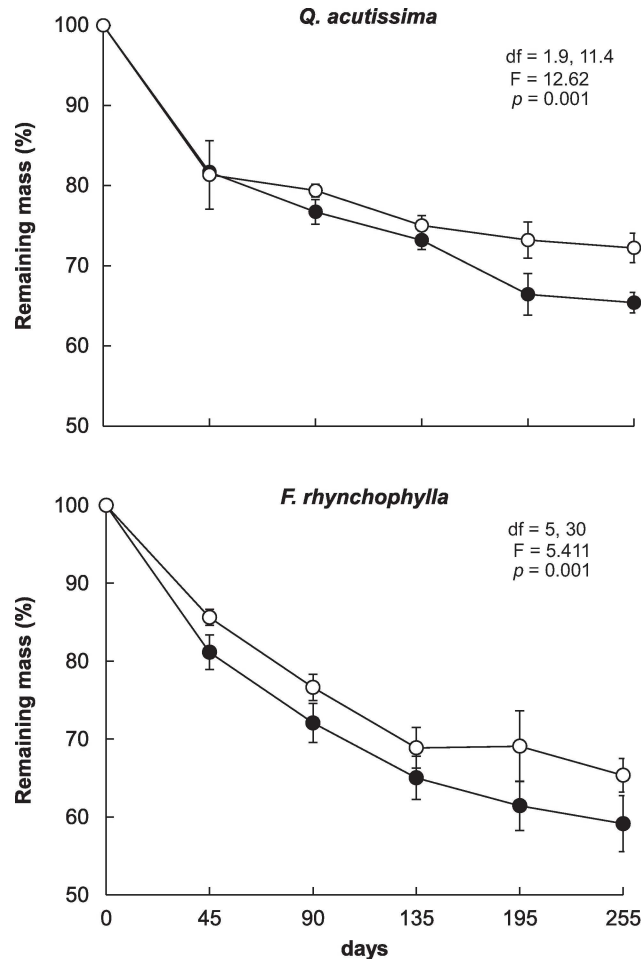 Q. acutissima
df = 1.9, 11.4
F = 12.62
p = 0.001
Remaining mass (%)
100
90
80
70
60
50
F. rhynchophylla
df = 5, 30
F = 5.411
p = 0.001
Remaining mass (%)
100
90
80
70
60
50
0 45 90 135 195 255
days